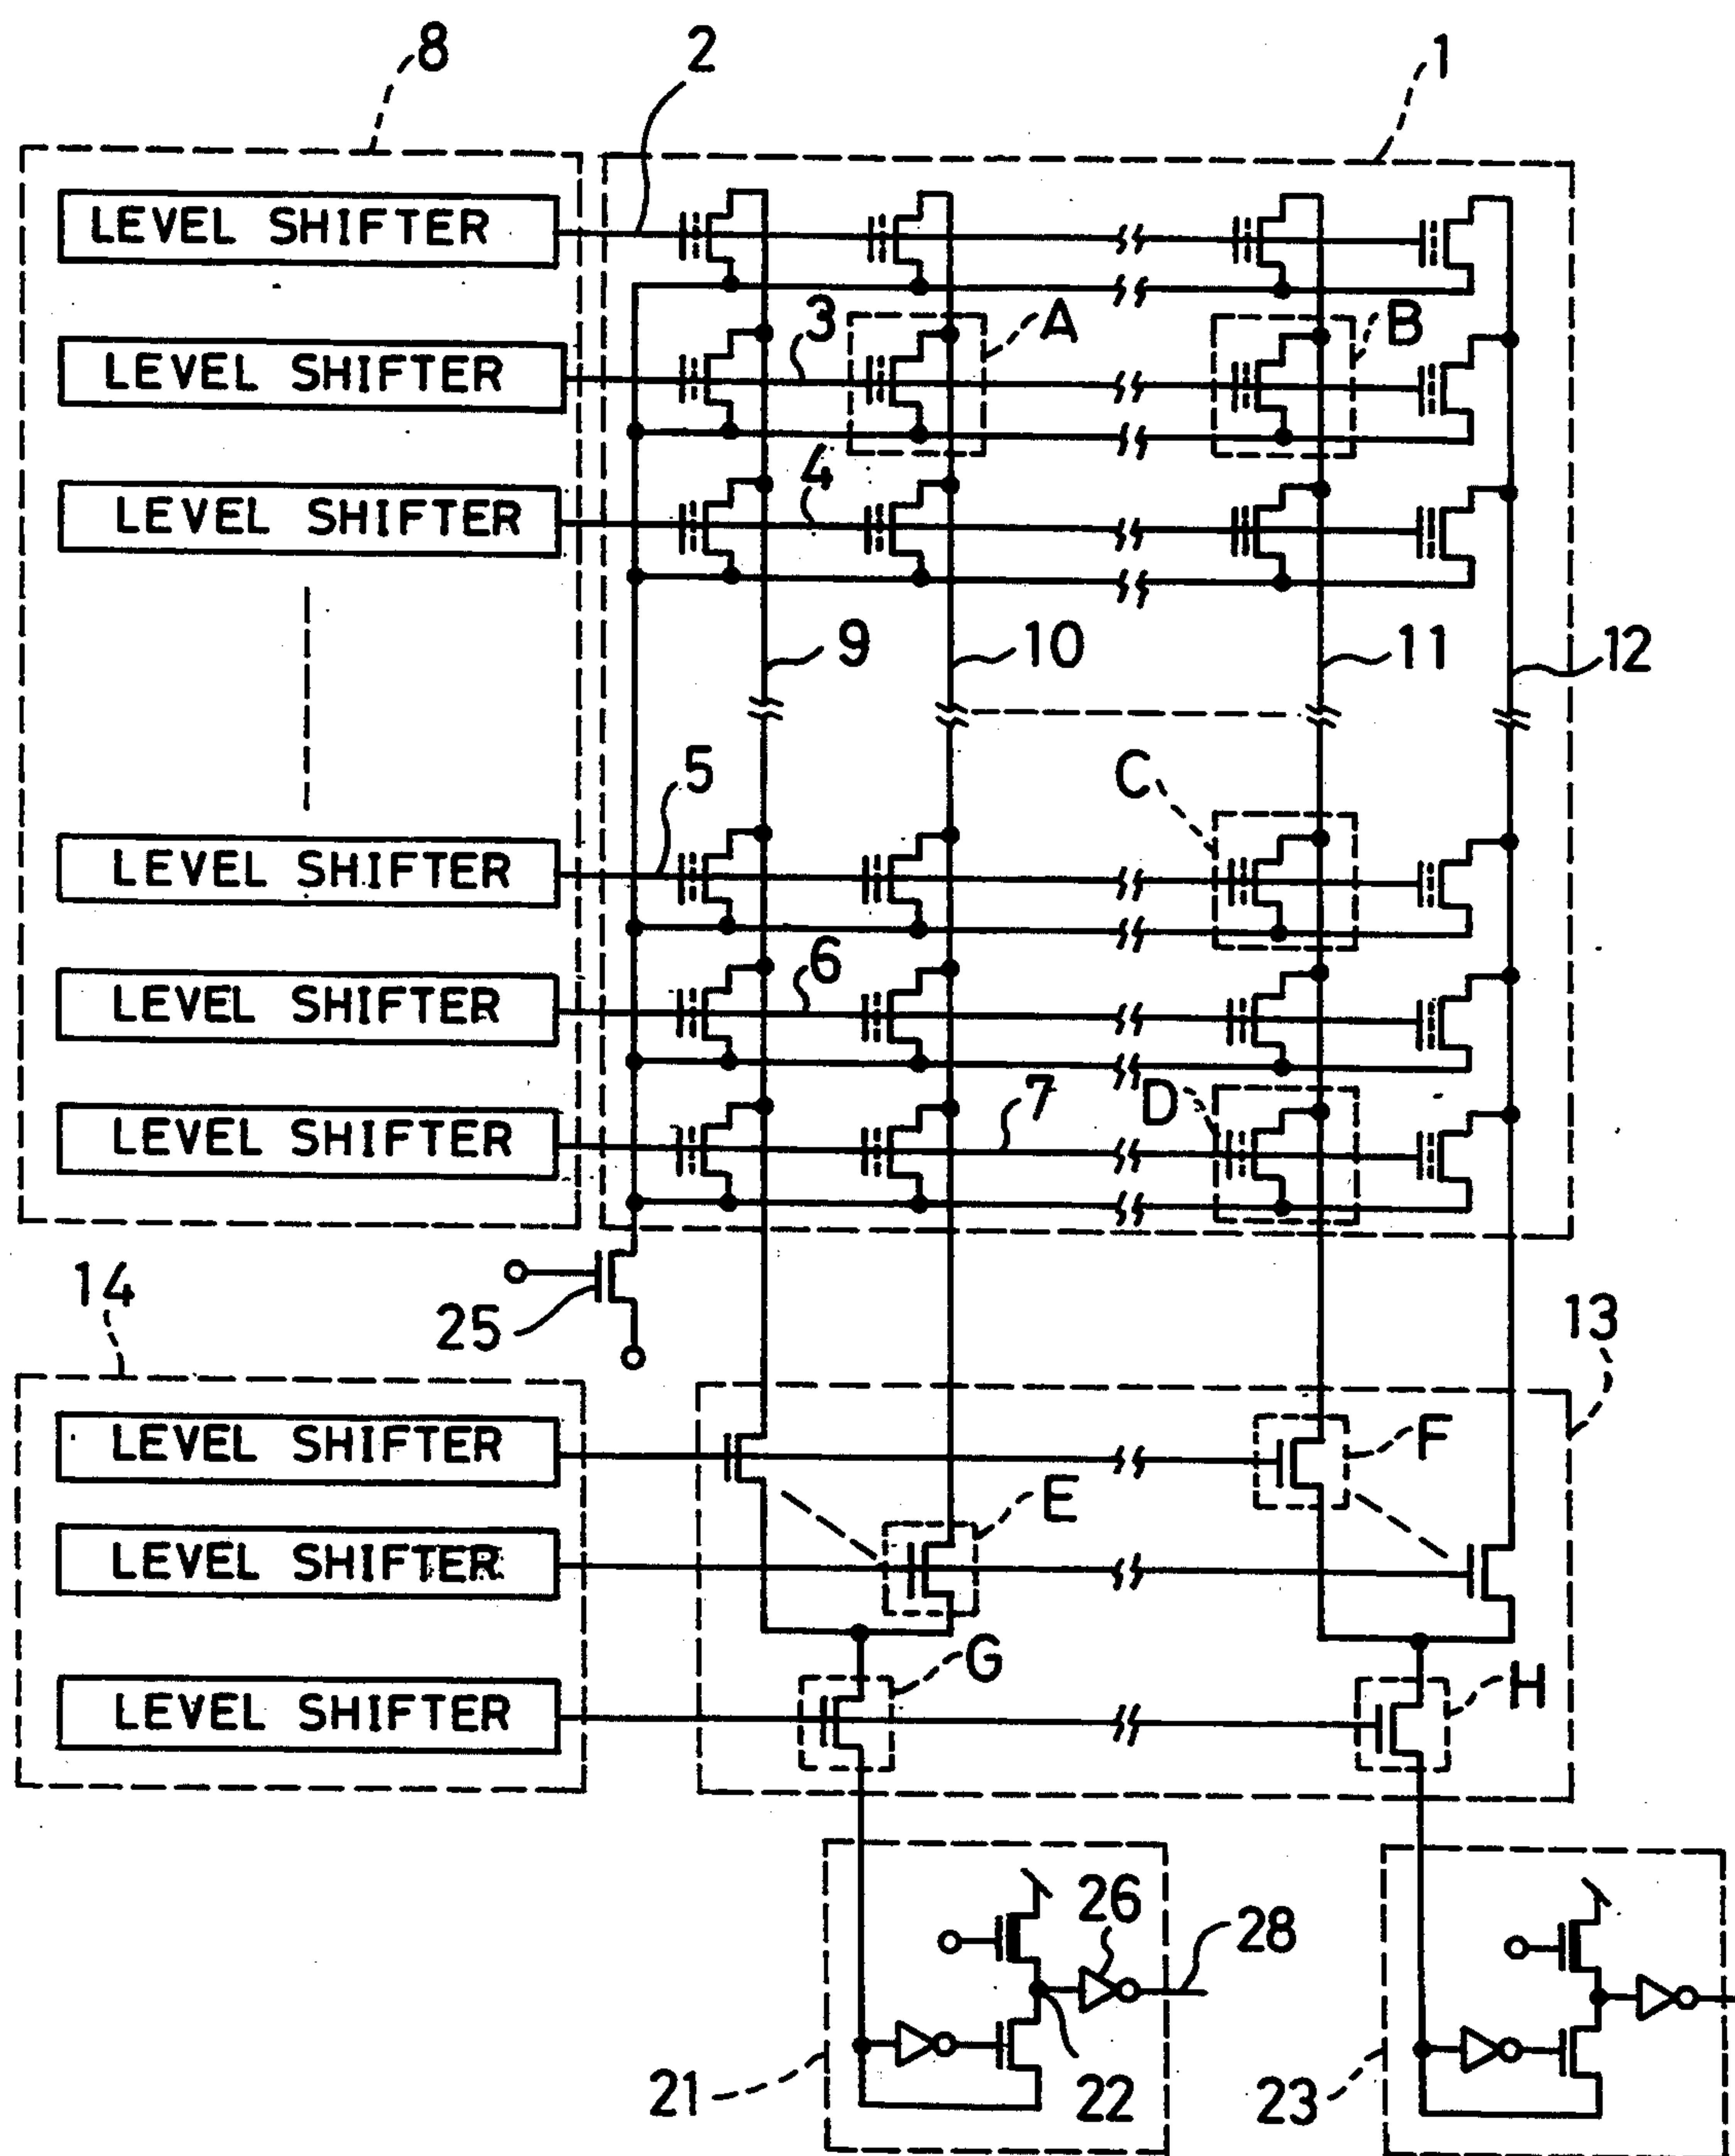 8
2
1
LEVEL SHIFTER
3
A
B
LEVEL SHIFTER
4
LEVEL SHIFTER
9
10
11
12
5
C
LEVEL SHIFTER
6
LEVEL SHIFTER
7
D
LEVEL SHIFTER
14
25
13
LEVEL SHIFTER
F
E
LEVEL SHIFTER
G
H
LEVEL SHIFTER
26
28
21
22
23